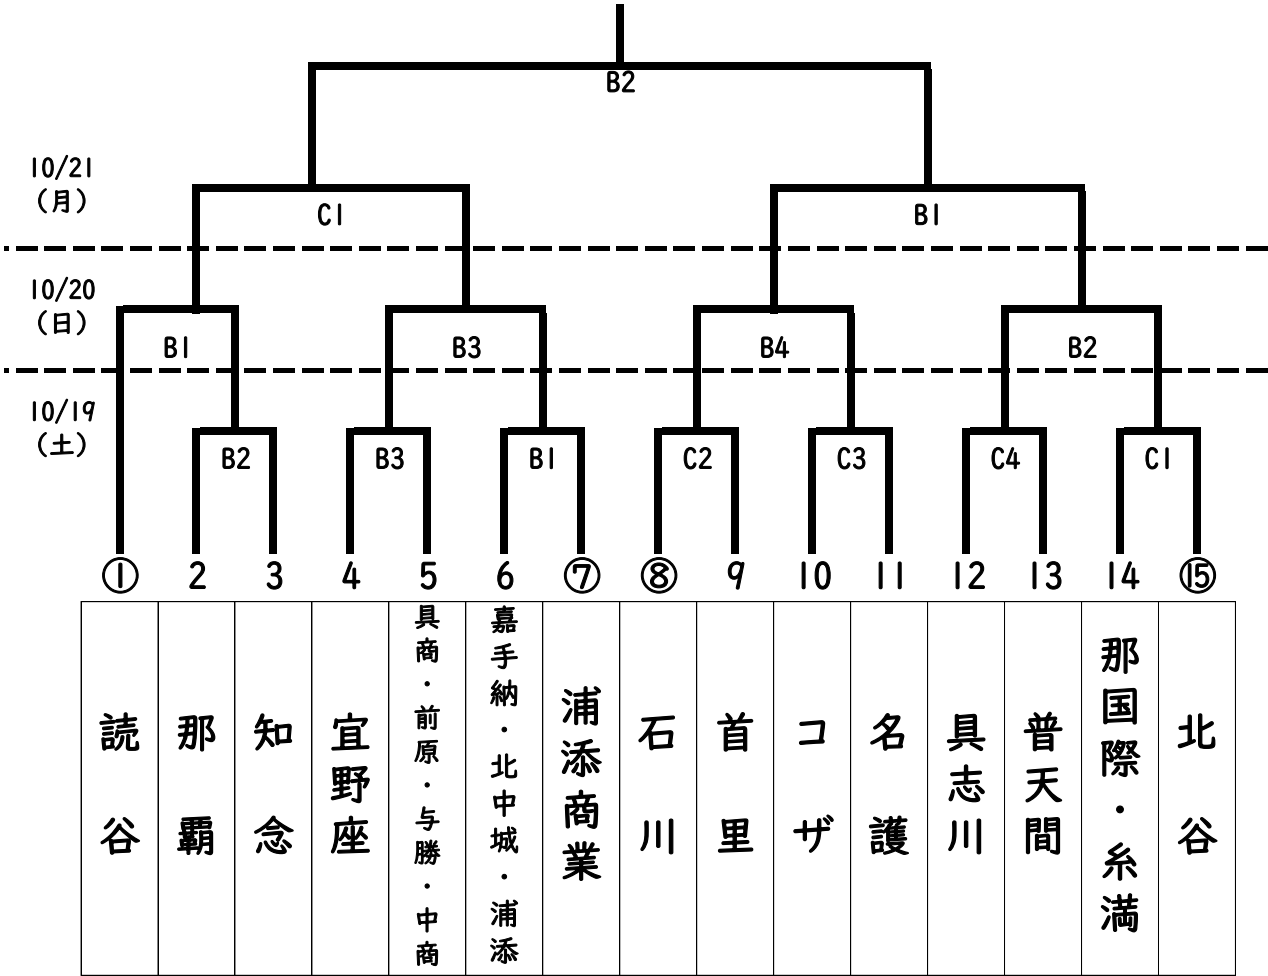 B2
10/21
（月）
C1
B1
10/20
（日）
B1
B3
B4
B2
10/19
（土）
B2
B3
B1
C2
C3
C4
C1
① 2 3 4 5 6 ⑦ ⑧ 9 10 11 12 13 14 ⑮
読谷
那覇
知念
宜野座
具商・前原・与勝・中商
嘉手納・北中城・浦添
浦添商業
石川
首里
コザ
名護
具志川
普天間
那国際・糸満
北谷